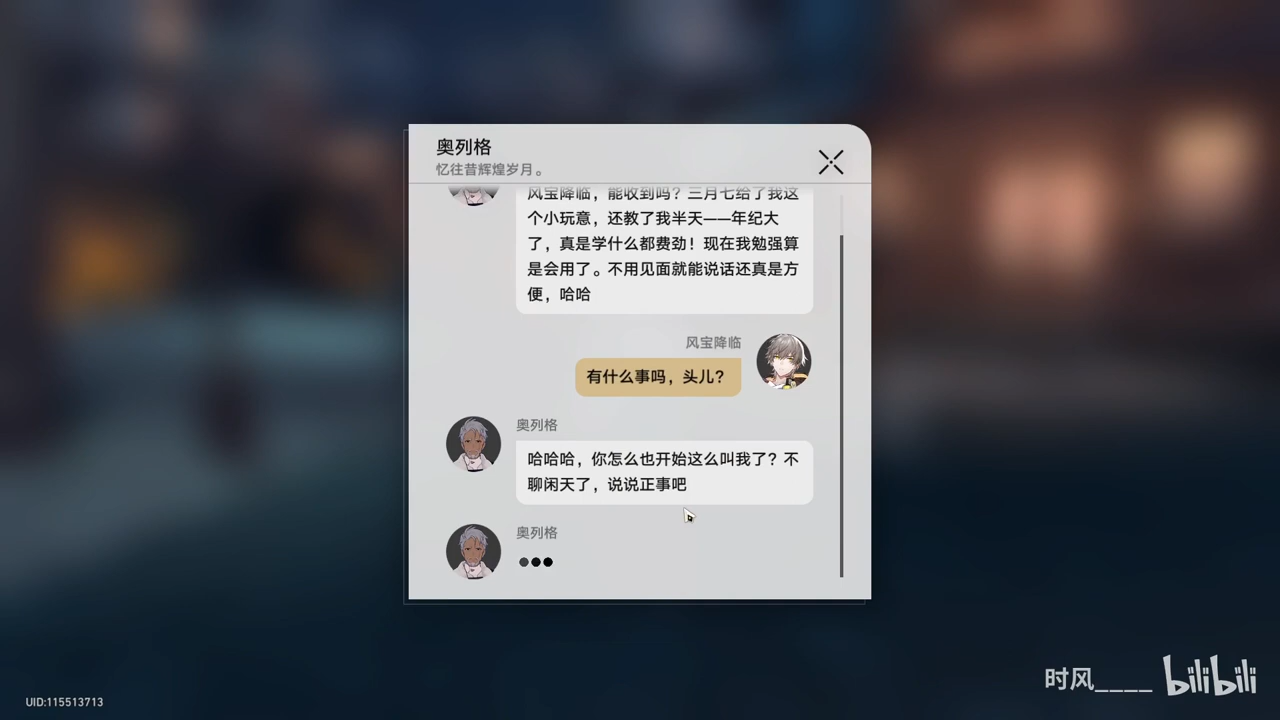 奥列格
忆往昔辉煌岁月。
风宝降临，能收到吗？三月七给了我这
个小玩意，还教了我半天——年纪大
了，真是学什么都费劲！现在我勉强算
是会用了。不用见面就能说话还真是方
便，哈哈
风宝降临
有什么事吗，头儿？
奥列格
哈哈哈，你怎么也开始这么叫我了？不
聊闲天了，说说正事吧
奥列格
时风____ bilibili
UID:115513713